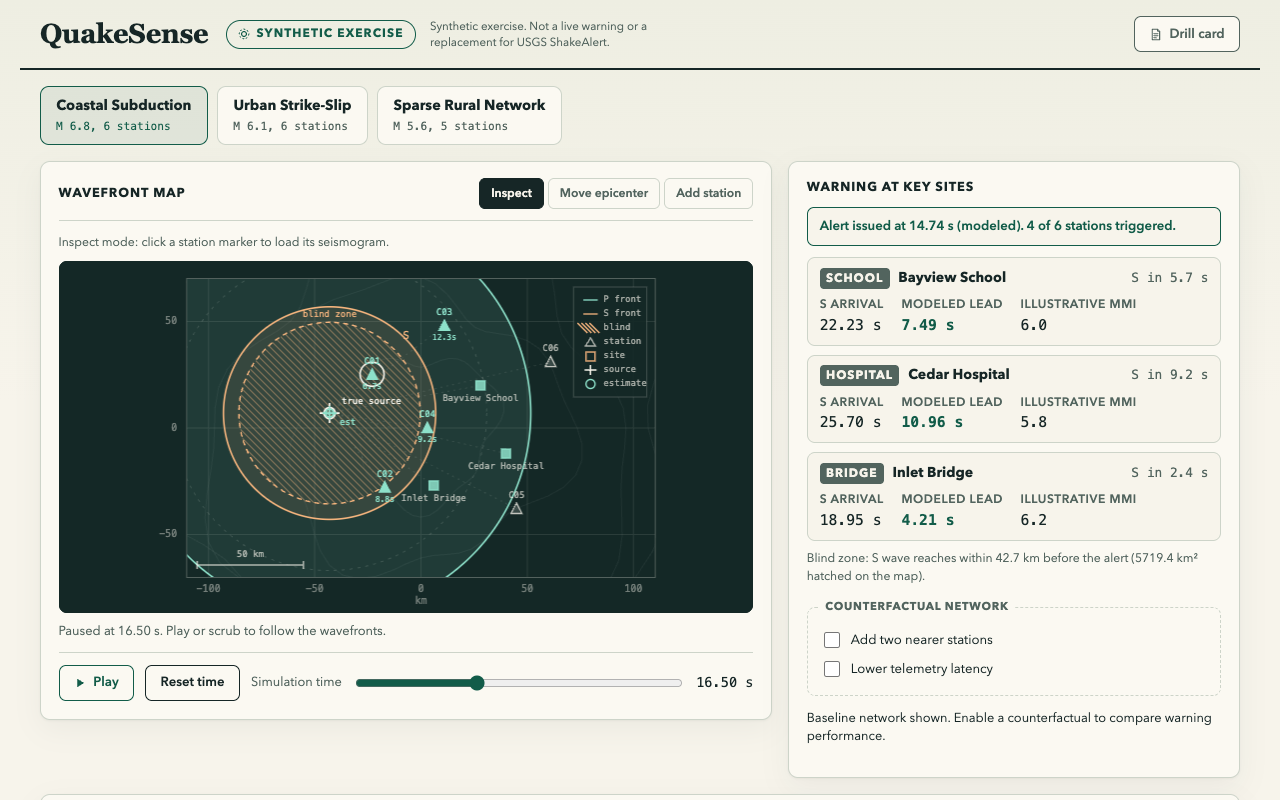 QuakeSense
SYNTHETIC EXERCISE
Synthetic exercise. Not a live warning or a
replacement for USGS ShakeAlert.
Drill card
Coastal Subduction
M 6.8, 6 stations
Urban Strike-Slip
M 6.1, 6 stations
Sparse Rural Network
M 5.6, 5 stations
WAVEFRONT MAP
Inspect
Move epicenter
Add station
Inspect mode: click a station marker to load its seismogram.
P front
S front
blind
station
site
source
estimate
blind zone
S
C03
12.3s
C06
C01
Bayview School
true source
est
C04
9.2s
Cedar Hospital
C02
8.8s
Inlet Bridge
C05
50 km
50
0
−50
−100
−50
0
50
100
km
Paused at 16.50 s. Play or scrub to follow the wavefronts.
Play
Reset time
Simulation time
16.50 s
WARNING AT KEY SITES
Alert issued at 14.74 s (modeled). 4 of 6 stations triggered.
SCHOOL Bayview School S in 5.7 s
S ARRIVAL MODELED LEAD ILLUSTRATIVE MMI
22.23 s 7.49 s 6.0
HOSPITAL Cedar Hospital S in 9.2 s
S ARRIVAL MODELED LEAD ILLUSTRATIVE MMI
25.70 s 10.96 s 5.8
BRIDGE Inlet Bridge S in 2.4 s
S ARRIVAL MODELED LEAD ILLUSTRATIVE MMI
18.95 s 4.21 s 6.2
Blind zone: S wave reaches within 42.7 km before the alert (5719.4 km²
hatched on the map).
COUNTERFACTUAL NETWORK
Add two nearer stations
Lower telemetry latency
Baseline network shown. Enable a counterfactual to compare warning
performance.